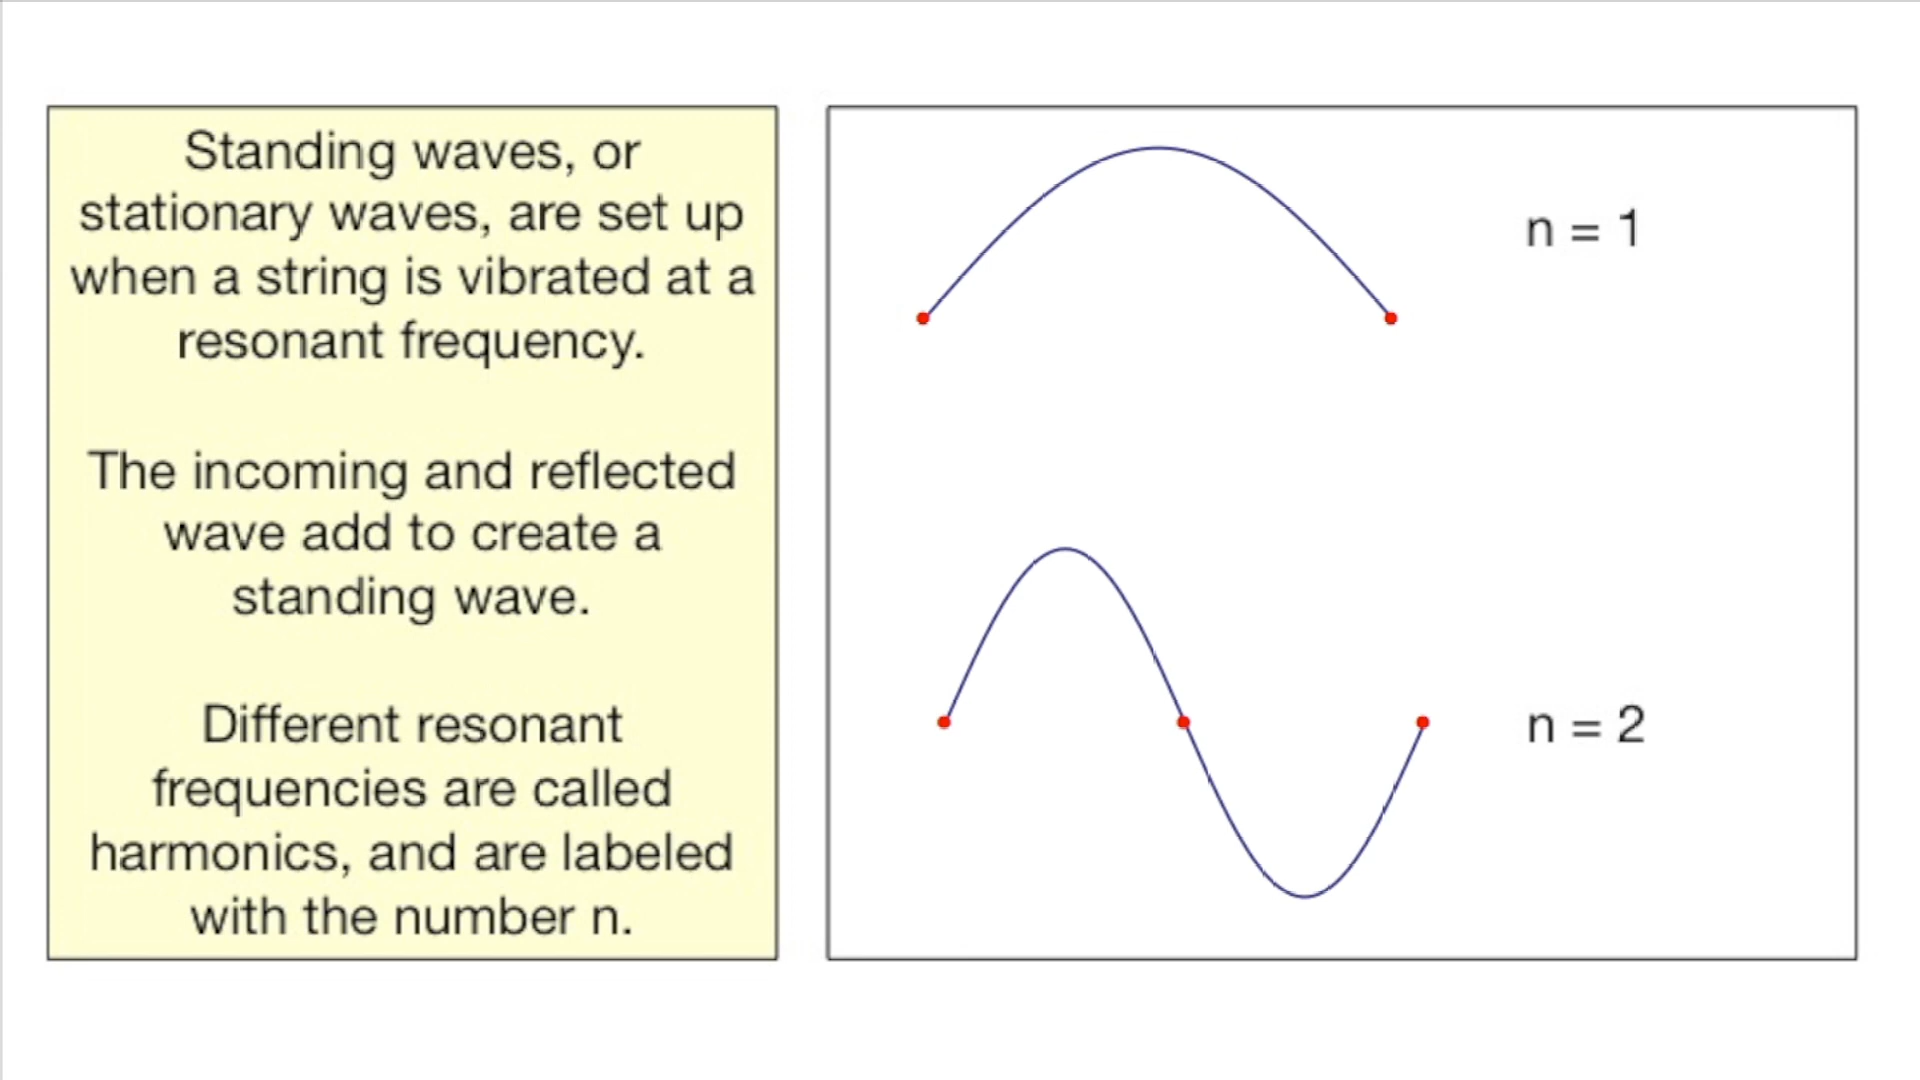 Standing waves, or
stationary waves, are set up
when a string is vibrated at a
resonant frequency.
The incoming and reflected
wave add to create a
standing wave.
Different resonant
frequencies are called
harmonics, and are labeled
with the number n.
n = 1
n = 2